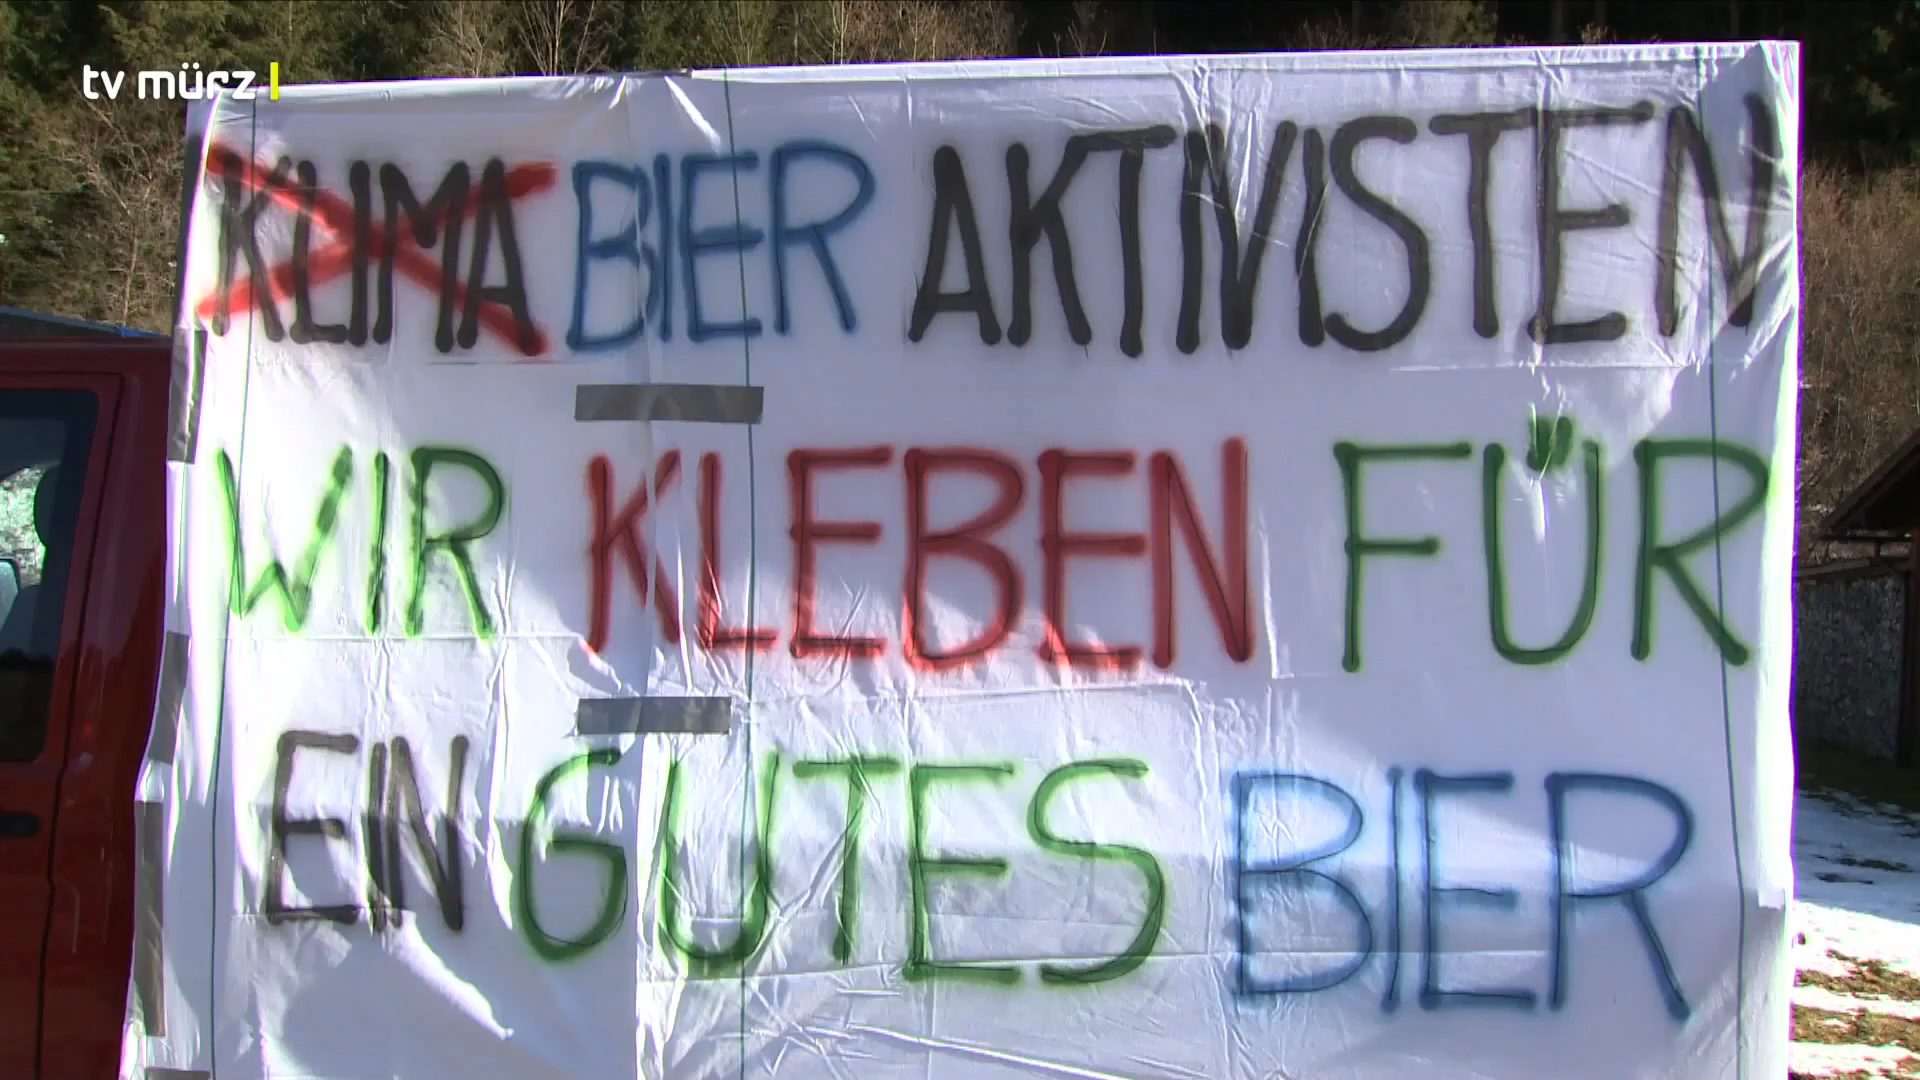 tv mürz
KLIMA BIER AKTIVISTEN
WIR KLEBEN FÜR
EIN GUTES BIER